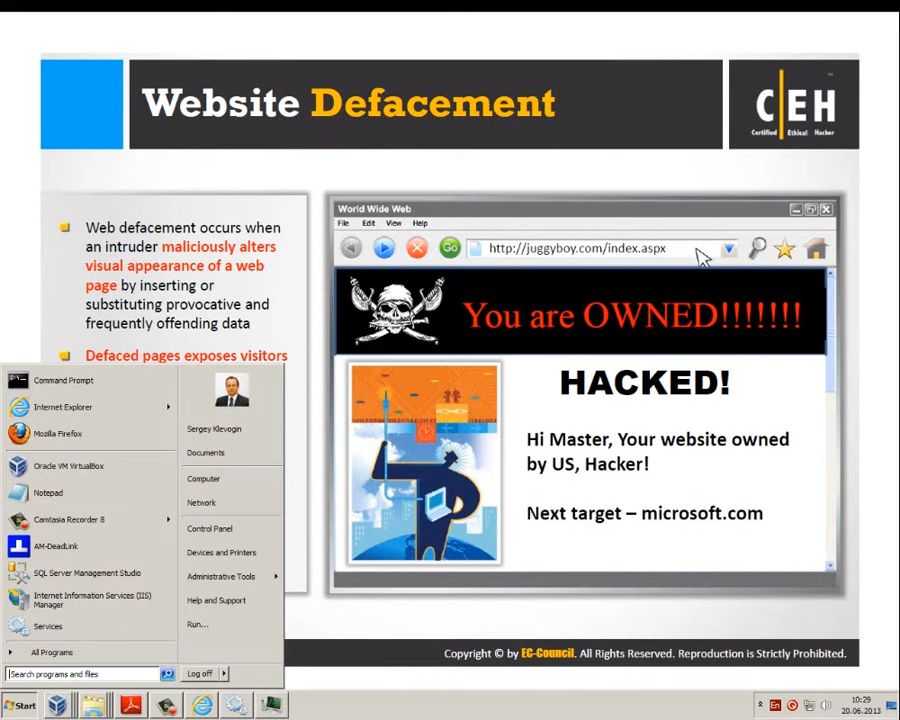 Website Defacement
CEH
Certified Ethical Hacker
Web defacement occurs when
an intruder maliciously alters
visual appearance of a web
page by inserting or
substituting provocative and
frequently offending data
Defaced pages exposes visitors
World Wide Web
File Edit View Help
Go
http://juggyboy.com/index.aspx
You are OWNED!!!!!!!
HACKED!
Hi Master, Your website owned
by US, Hacker!
Next target – microsoft.com
Copyright © by EC-Council. All Rights Reserved. Reproduction is Strictly Prohibited.
Command Prompt
Internet Explorer
Mozilla Firefox
Oracle VM VirtualBox
Notepad
Camtasia Recorder 8
AM-DeadLink
SQL Server Management Studio
Internet Information Services (IIS)
Manager
Services
All Programs
Search programs and files
Sergey Klevogin
Documents
Computer
Network
Control Panel
Devices and Printers
Administrative Tools
Help and Support
Run...
Log off
Start
En
10:29
20.06.2013